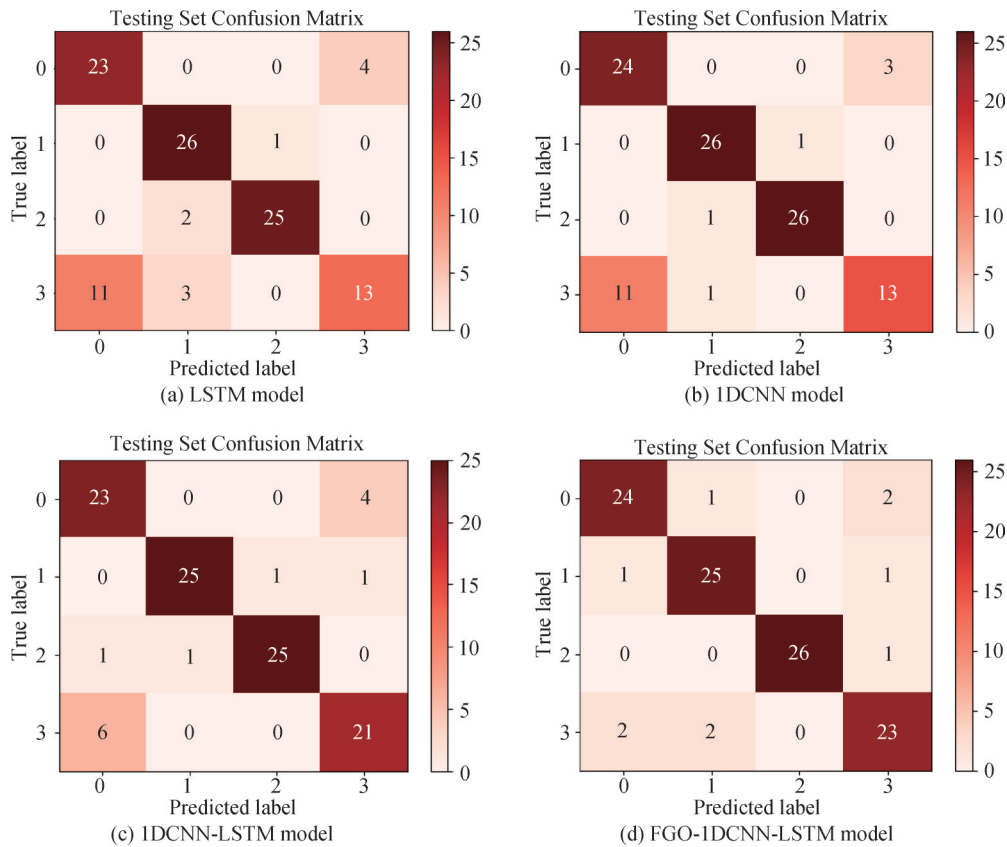 Testing Set Confusion Matrix
0 23 0 0 4
1 0 26 1 0
2 0 2 25 0
3 11 3 0 13
0 1 2 3
Predicted label
True label
25
20
15
10
5
0
(a) LSTM model
Testing Set Confusion Matrix
0 24 0 0 3
1 0 26 1 0
2 0 1 26 0
3 11 1 0 13
0 1 2 3
Predicted label
True label
25
20
15
10
5
0
(b) 1DCNN model
Testing Set Confusion Matrix
0 23 0 0 4
1 0 25 1 1
2 1 1 25 0
3 6 0 0 21
0 1 2 3
Predicted label
True label
25
20
15
10
5
0
(c) 1DCNN-LSTM model
Testing Set Confusion Matrix
0 24 1 0 2
1 1 25 0 1
2 0 0 26 1
3 2 2 0 23
0 1 2 3
Predicted label
True label
25
20
15
10
5
0
(d) FGO-1DCNN-LSTM model